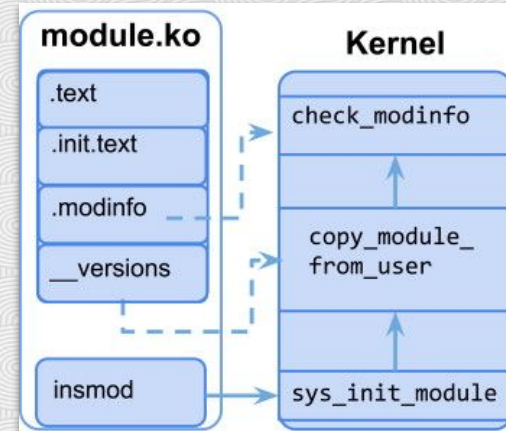 module.ko
.text
.init.text
.modinfo
__versions
insmod
Kernel
check_modinfo
copy_module_
from_user
sys_init_module